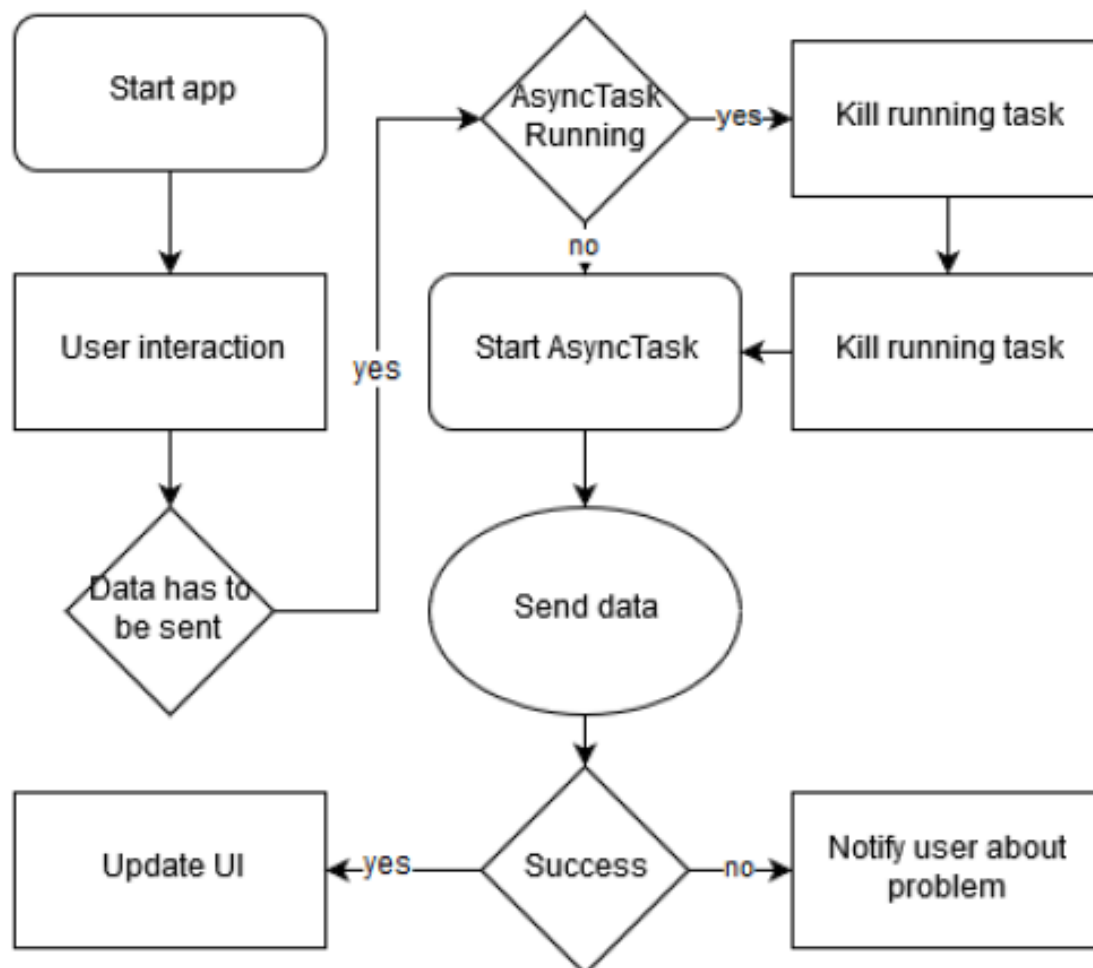 Start app
AsyncTask
Running
yes
Kill running task
no
User interaction
yes
Start AsyncTask
Kill running task
Data has to
be sent
Send data
Update UI
yes
Success
no
Notify user about
problem